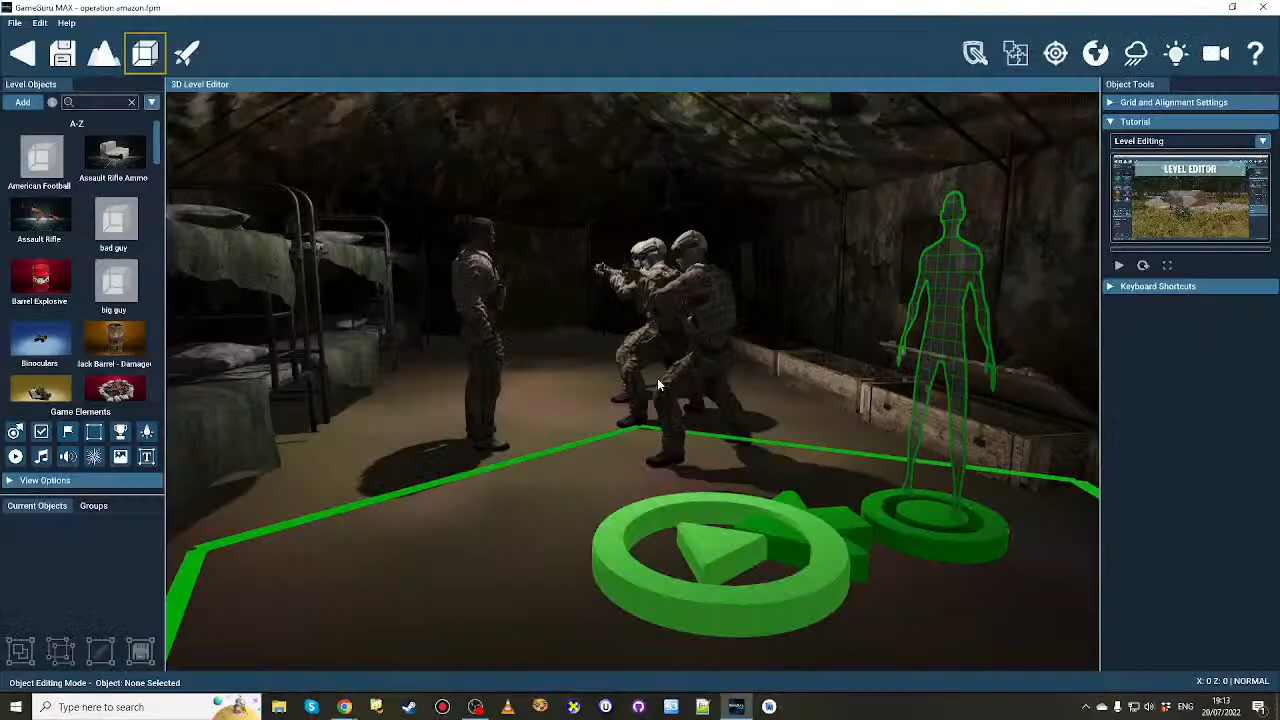 GameGuru MAX - operation amazon.fpm
File Edit Help
Level Objects
3D Level Editor
Object Tools
Add
Grid and Alignment Settings
A-Z
Tutorial
Level Editing
LEVEL EDITOR
American Football
Assault Rifle Ammo
Assault Rifle
bad guy
Barrel Explosive
big guy
Keyboard Shortcuts
Binoculars
Jack Barrel - Damaged
Game Elements
View Options
Current Objects Groups
Object Editing Mode - Object: None Selected
X: 0 Z: 0 | NORMAL
Type here to search
ENG
19:13
20/07/2022